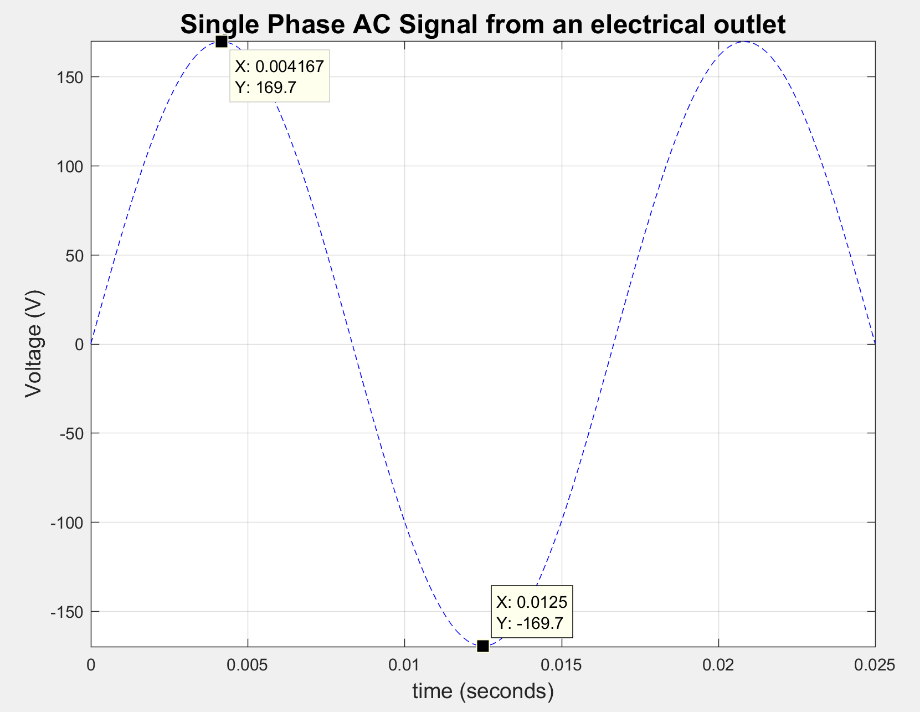 Single Phase AC Signal from an electrical outlet
X: 0.004167
Y: 169.7
150
100
50
0
-50
-100
-150
Voltage (V)
X: 0.0125
Y: -169.7
0
0.005
0.01
0.015
0.02
0.025
time (seconds)